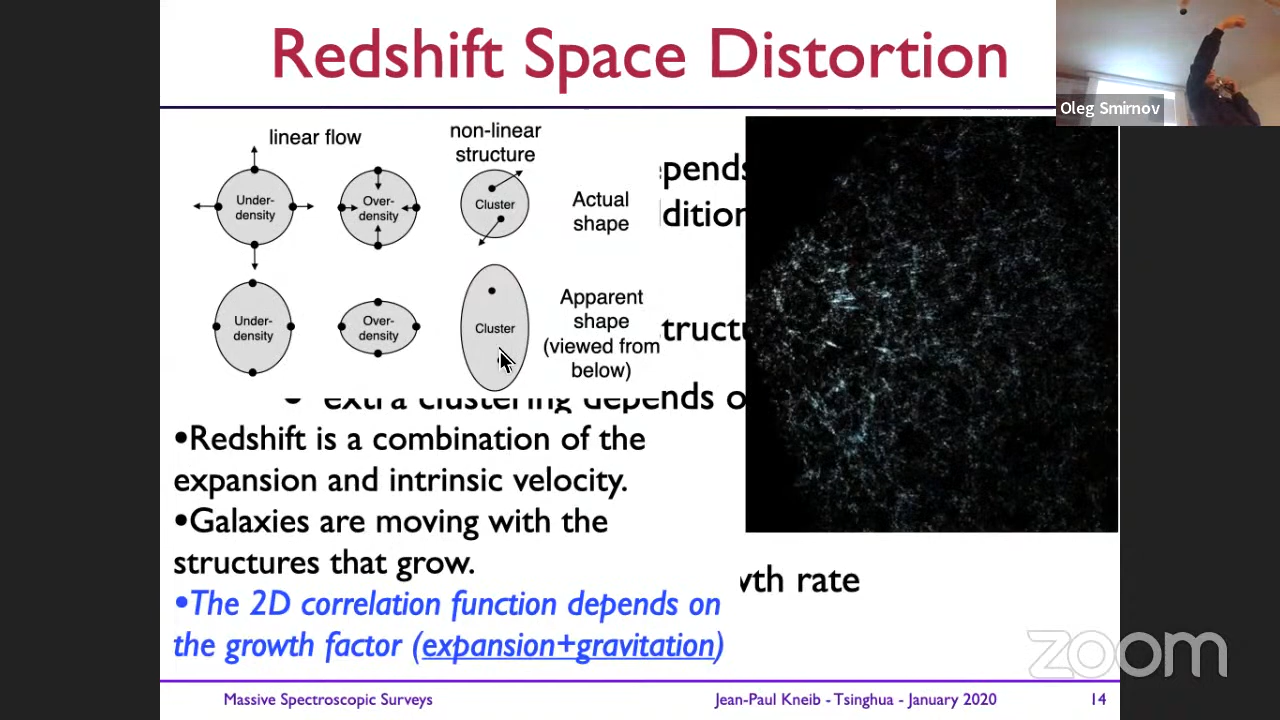 Redshift Space Distortion
Oleg Smirnov
linear flow
non-linear
structure
Under-
density
Over-
density
Cluster
Actual
shape
Under-
density
Over-
density
Cluster
Apparent
shape
(viewed from
below)
pends
dition
tructu
extra clustering depends o
•Redshift is a combination of the
expansion and intrinsic velocity.
•Galaxies are moving with the
structures that grow.
vth rate
•The 2D correlation function depends on
the growth factor (expansion+gravitation)
zoom
Massive Spectroscopic Surveys
Jean-Paul Kneib - Tsinghua - January 2020
14